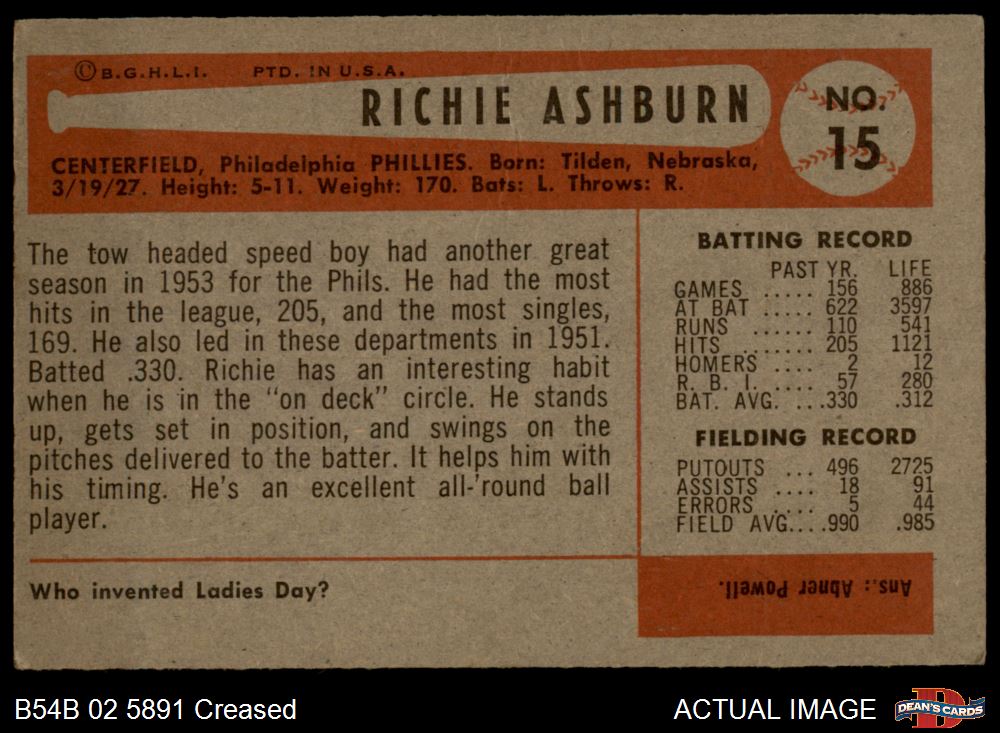 ©B.G.H.L.I. PTD. IN U.S.A.
RICHIE ASHBURN
NO.
15
CENTERFIELD, Philadelphia PHILLIES. Born: Tilden, Nebraska,
3/19/27. Height: 5-11. Weight: 170. Bats: L. Throws: R.
The tow headed speed boy had another great
season in 1953 for the Phils. He had the most
hits in the league, 205, and the most singles,
169. He also led in these departments in 1951.
Batted .330. Richie has an interesting habit
when he is in the "on deck" circle. He stands
up, gets set in position, and swings on the
pitches delivered to the batter. It helps him with
his timing. He's an excellent all-'round ball
player.
BATTING RECORD
PAST YR. LIFE
GAMES ..... 156 886
AT BAT ..... 622 3597
RUNS ...... 110 541
HITS ........ 205 1121
HOMERS .... 2 12
R. B. I. .... 57 280
BAT. AVG. ...330 .312
FIELDING RECORD
PUTOUTS ... 496 2725
ASSISTS .... 18 91
ERRORS ..... 5 44
FIELD AVG....990 .985
Who invented Ladies Day?
Ans.: Abner Powell.
B54B 02 5891 Creased
ACTUAL IMAGE
DEAN'S CARDS